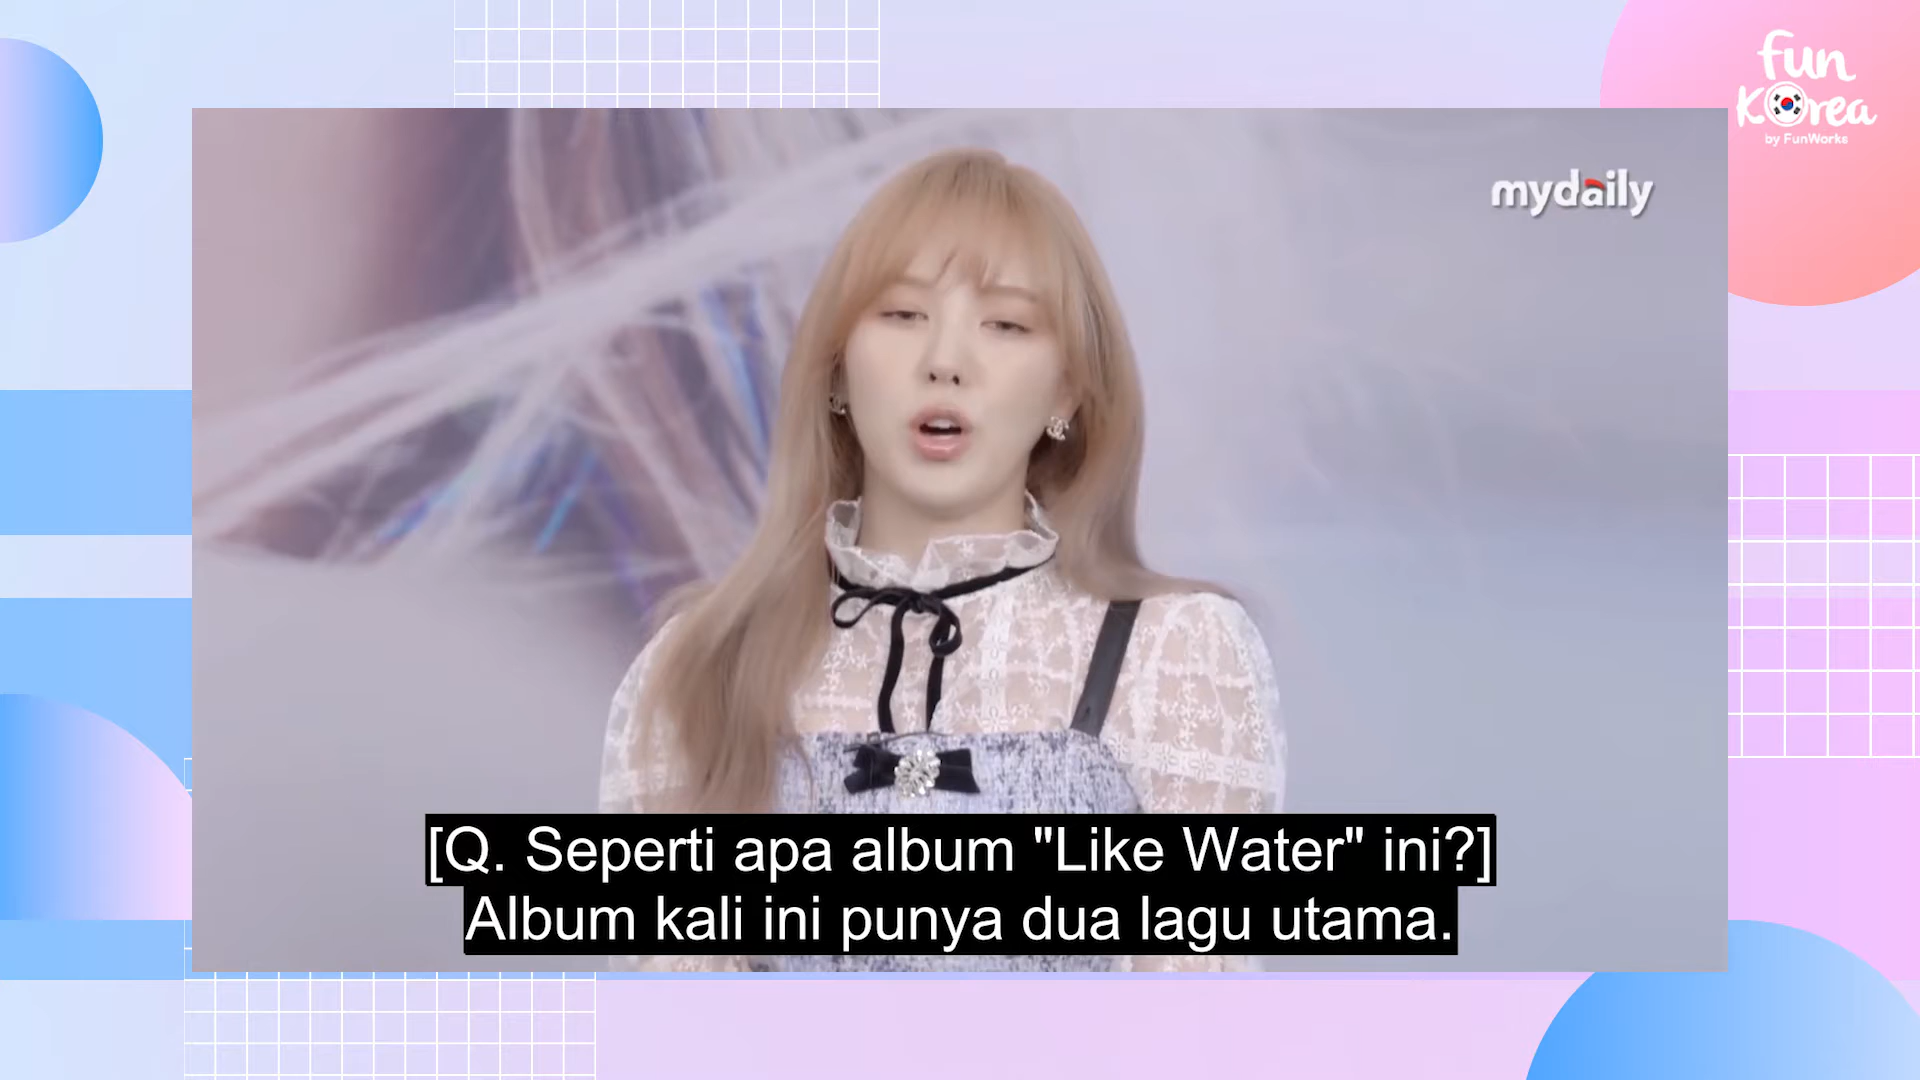 fun
Korea
by FunWorks
mydaily
[Q. Seperti apa album "Like Water" ini?]
Album kali ini punya dua lagu utama.